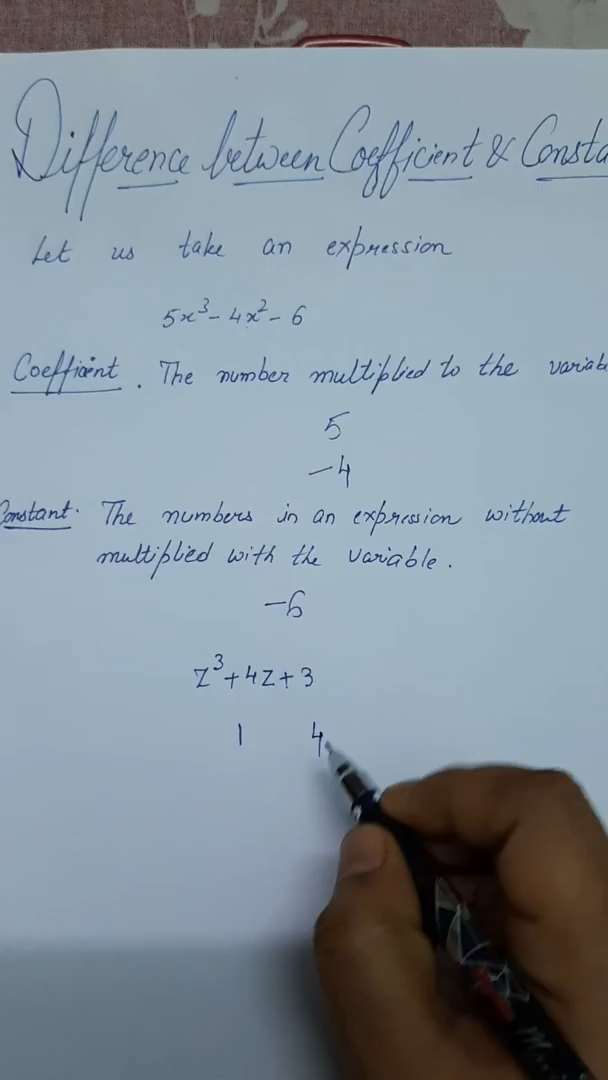 Difference between Coefficient & Consta
Let us take an expression
5x³ - 4x² - 6
Coefficient. The number multiplied to the variab
5
-4
Constant. The numbers in an expression without
multiplied with the variable.
-6
z³ + 4z + 3
1 4